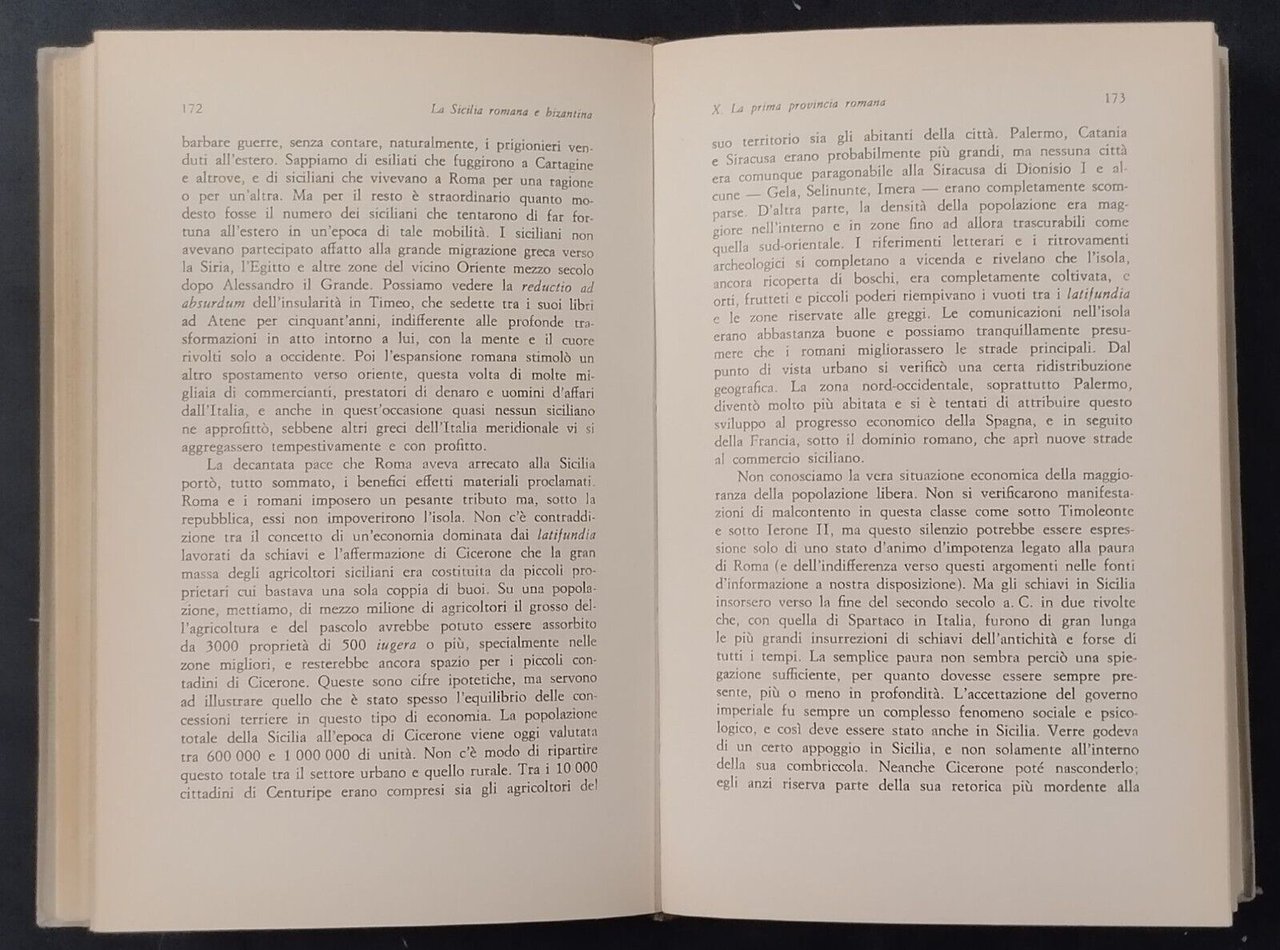 172
La Sicilia romana e bizantina
barbare guerre, senza contare, naturalmente, i prigionieri ven-
duti all'estero. Sappiamo di esiliati che fuggirono a Cartagine
e altrove, e di siciliani che vivevano a Roma per una ragione
o per un'altra. Ma per il resto è straordinario quanto mo-
desto fosse il numero dei siciliani che tentarono di far for-
tuna all'estero in un'epoca di tale mobilità. I siciliani non
avevano partecipato affatto alla grande migrazione greca verso
la Siria, l'Egitto e altre zone del vicino Oriente mezzo secolo
dopo Alessandro il Grande. Possiamo vedere la reductio ad
absurdum dell'insularità in Timeo, che sedette tra i suoi libri
ad Atene per cinquant'anni, indifferente alle profonde tra-
sformazioni in atto intorno a lui, con la mente e il cuore
rivolti solo a occidente. Poi l'espansione romana stimolò un
altro spostamento verso oriente, questa volta di molte mi-
gliaia di commercianti, prestatori di denaro e uomini d'affari
dall'Italia, e anche in quest'occasione quasi nessun siciliano
ne approfittò, sebbene altri greci dell'Italia meridionale vi si
aggregassero tempestivamente e con profitto.
La decantata pace che Roma aveva arrecato alla Sicilia
portò, tutto sommato, i benefici effetti materiali proclamati.
Roma e i romani imposero un pesante tributo ma, sotto la
repubblica, essi non impoverirono l'isola. Non c'è contraddi-
zione tra il concetto di un'economia dominata dai latifundia
lavorati da schiavi e l'affermazione di Cicerone che la gran
massa degli agricoltori siciliani era costituita da piccoli pro-
prietari cui bastava una sola coppia di buoi. Su una popola-
zione, mettiamo, di mezzo milione di agricoltori il grosso del-
l'agricoltura e del pascolo avrebbe potuto essere assorbito
da 3000 proprietà di 500 iugera o più, specialmente nelle
zone migliori, e resterebbe ancora spazio per i piccoli con-
tadini di Cicerone. Queste sono cifre ipotetiche, ma servono
ad illustrare quello che è stato spesso l'equilibrio delle con-
cessioni terriere in questo tipo di economia. La popolazione
totale della Sicilia all'epoca di Cicerone viene oggi valutata
tra 600 000 e 1 000 000 di unità. Non c'è modo di ripartire
questo totale tra il settore urbano e quello rurale. Tra i 10 000
cittadini di Centuripe erano compresi sia gli agricoltori del
X. La prima provincia romana
173
suo territorio sia gli abitanti della città. Palermo, Catania
e Siracusa erano probabilmente più grandi, ma nessuna città
era comunque paragonabile alla Siracusa di Dionisio I e al-
cune — Gela, Selinunte, Imera — erano completamente scom-
parse. D'altra parte, la densità della popolazione era mag-
giore nell'interno e in zone fino ad allora trascurabili come
quella sud-orientale. I riferimenti letterari e i ritrovamenti
archeologici si completano a vicenda e rivelano che l'isola,
ancora ricoperta di boschi, era completamente coltivata, e
orti, frutteti e piccoli poderi riempivano i vuoti tra i latifundia
e le zone riservate alle greggi. Le comunicazioni nell'isola
erano abbastanza buone e possiamo tranquillamente presu-
mere che i romani migliorassero le strade principali. Dal
punto di vista urbano si verificò una certa ridistribuzione
geografica. La zona nord-occidentale, soprattutto Palermo,
diventò molto più abitata e si è tentati di attribuire questo
sviluppo al progresso economico della Spagna, e in seguito
della Francia, sotto il dominio romano, che aprì nuove strade
al commercio siciliano.
Non conosciamo la vera situazione economica della maggio-
ranza della popolazione libera. Non si verificarono manifesta-
zioni di malcontento in questa classe come sotto Timoleonte
e sotto Ierone II, ma questo silenzio potrebbe essere espres-
sione solo di uno stato d'animo d'impotenza legato alla paura
di Roma (e dell'indifferenza verso questi argomenti nelle fonti
d'informazione a nostra disposizione). Ma gli schiavi in Sicilia
insorsero verso la fine del secondo secolo a. C. in due rivolte
che, con quella di Spartaco in Italia, furono di gran lunga
le più grandi insurrezioni di schiavi dell'antichità e forse di
tutti i tempi. La semplice paura non sembra perciò una spie-
gazione sufficiente, per quanto dovesse essere sempre pre-
sente, più o meno in profondità. L'accettazione del governo
imperiale fu sempre un complesso fenomeno sociale e psico-
logico, e così deve essere stato anche in Sicilia. Verre godeva
di un certo appoggio in Sicilia, e non solamente all'interno
della sua combriccola. Neanche Cicerone poté nasconderlo;
egli anzi riserva parte della sua retorica più mordente alla